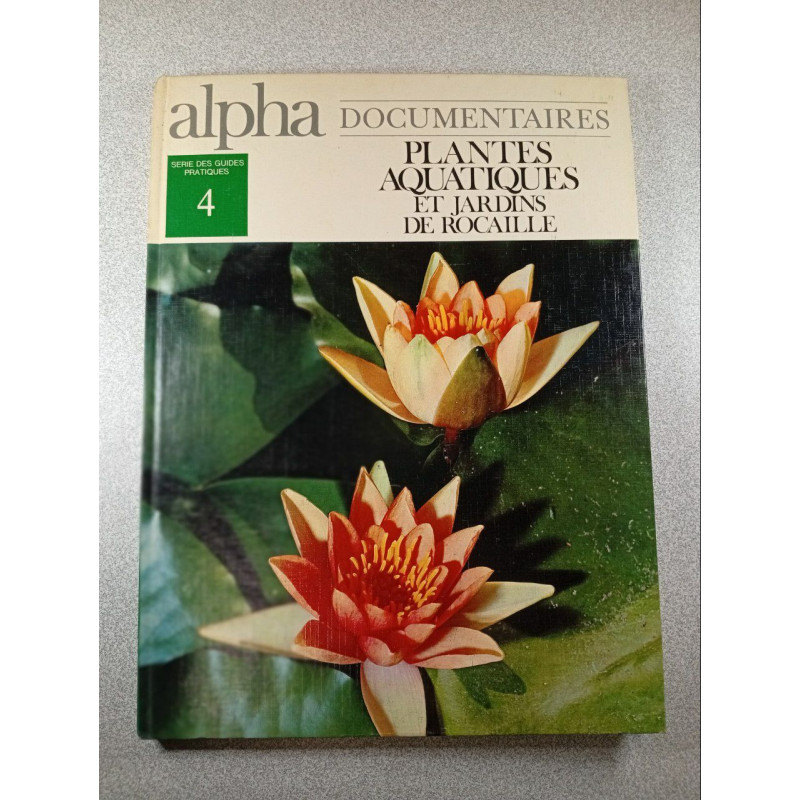 alpha DOCUMENTAIRES
SERIE DES GUIDES
PRATIQUES
4
PLANTES
AQUATIQUES
ET JARDINS
DE ROCAILLE